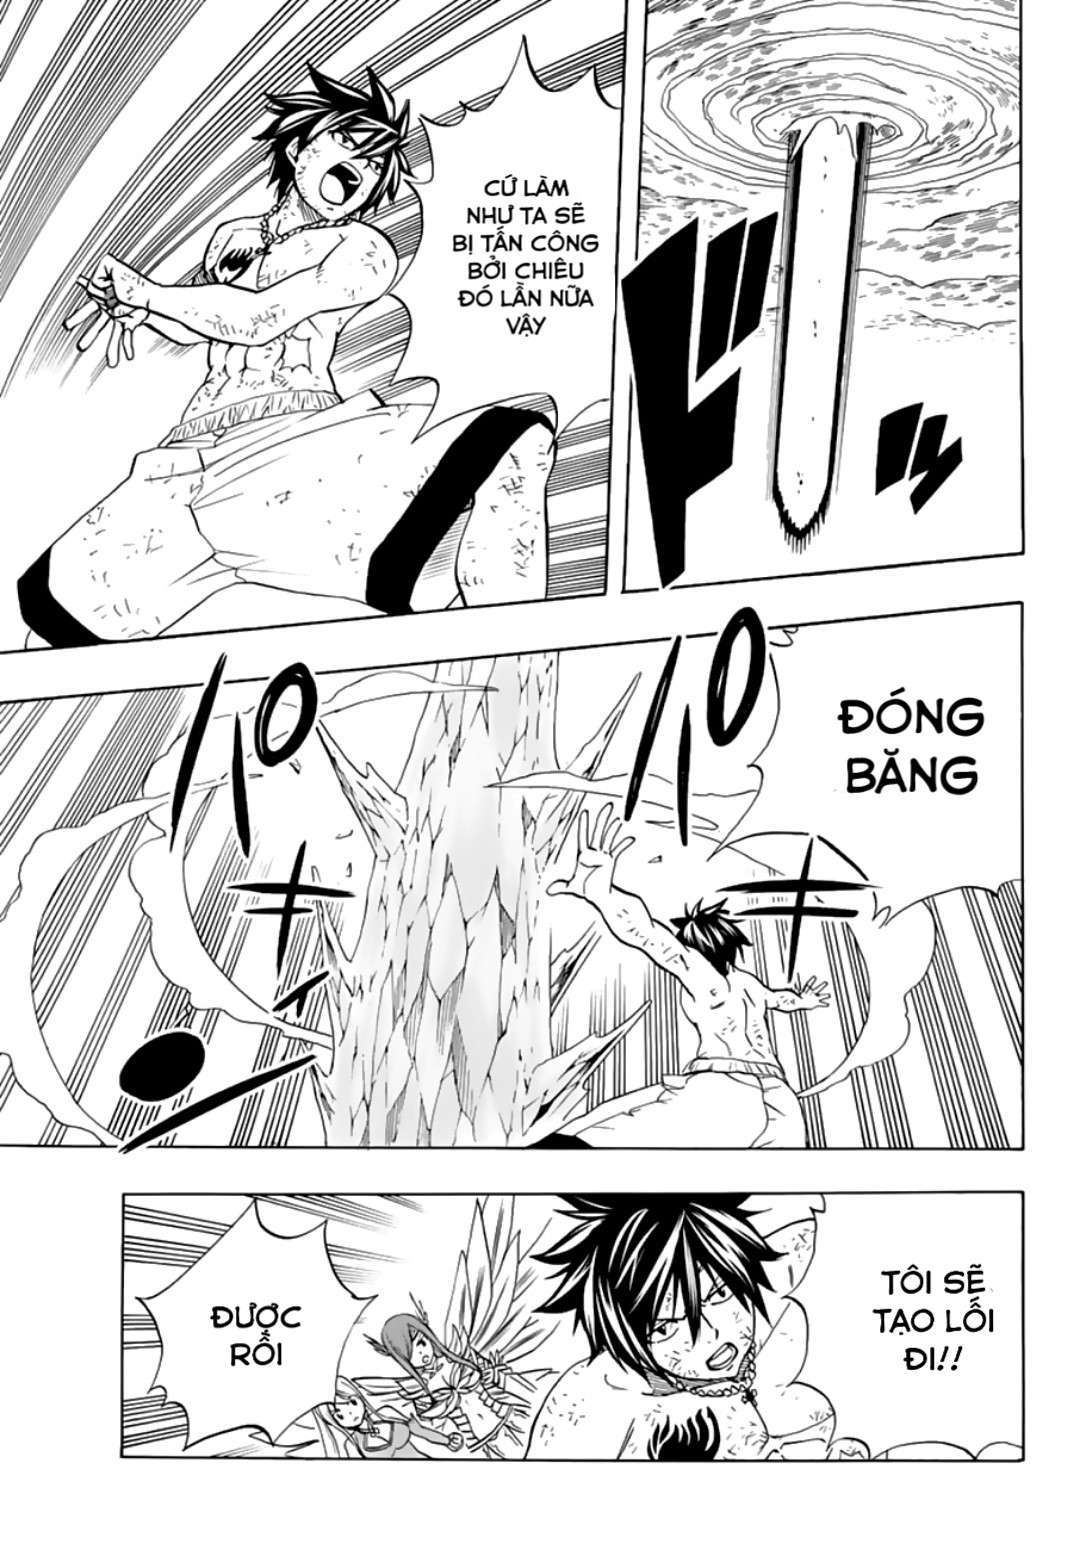 CỨ LÀM
NHƯ TA SẼ
BỊ TẤN CÔNG
BỞI CHIÊU
ĐÓ LẦN NỮA
VẬY
ĐÓNG
BĂNG
TÔI SẼ
TẠO LỐI
ĐI!!
ĐƯỢC
RỒI